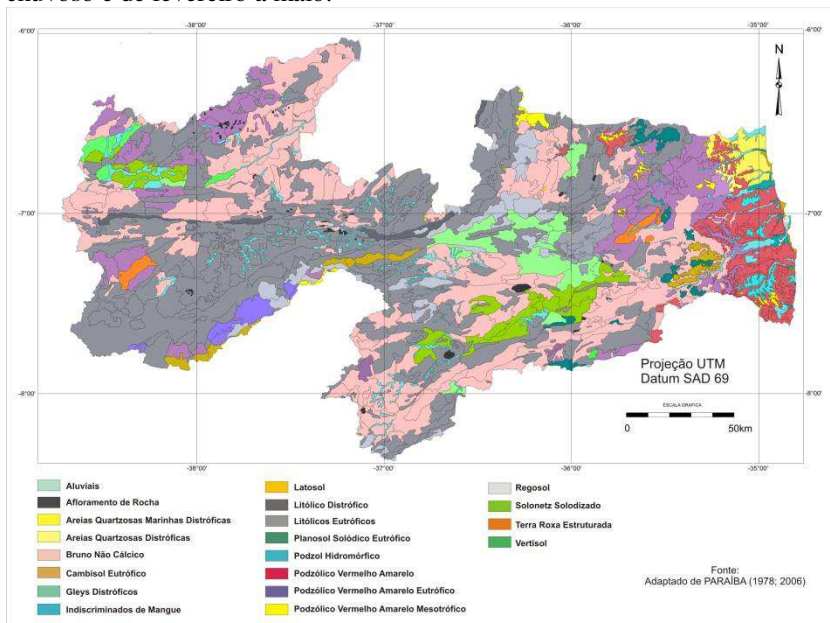 chuvoso é de fevereiro a maio.
-38°00' -37°00' -36°00' -35°00'
-6°00' -6°00'
N
-7°00' -7°00'
Projeção UTM
Datum SAD 69
-8°00' -8°00'
ESCALA GRAFICA
0 50km
-38°00' -37°00' -36°00' -35°00'
Aluviais
Afloramento de Rocha
Areias Quartzosas Marinhas Distróficas
Areias Quartzosas Distróficas
Bruno Não Cálcico
Cambisol Eutrófico
Gleys Distróficos
Indiscriminados de Mangue
Latosol
Litólico Distrófico
Litólicos Eutróficos
Planosol Solódico Eutrófico
Podzol Hidromórfico
Podzólico Vermelho Amarelo
Podzólico Vermelho Amarelo Eutrófico
Podzólico Vermelho Amarelo Mesotrófico
Regosol
Solonetz Solodizado
Terra Roxa Estruturada
Vertisol
Fonte:
Adaptado de PARAÍBA (1978; 2006)